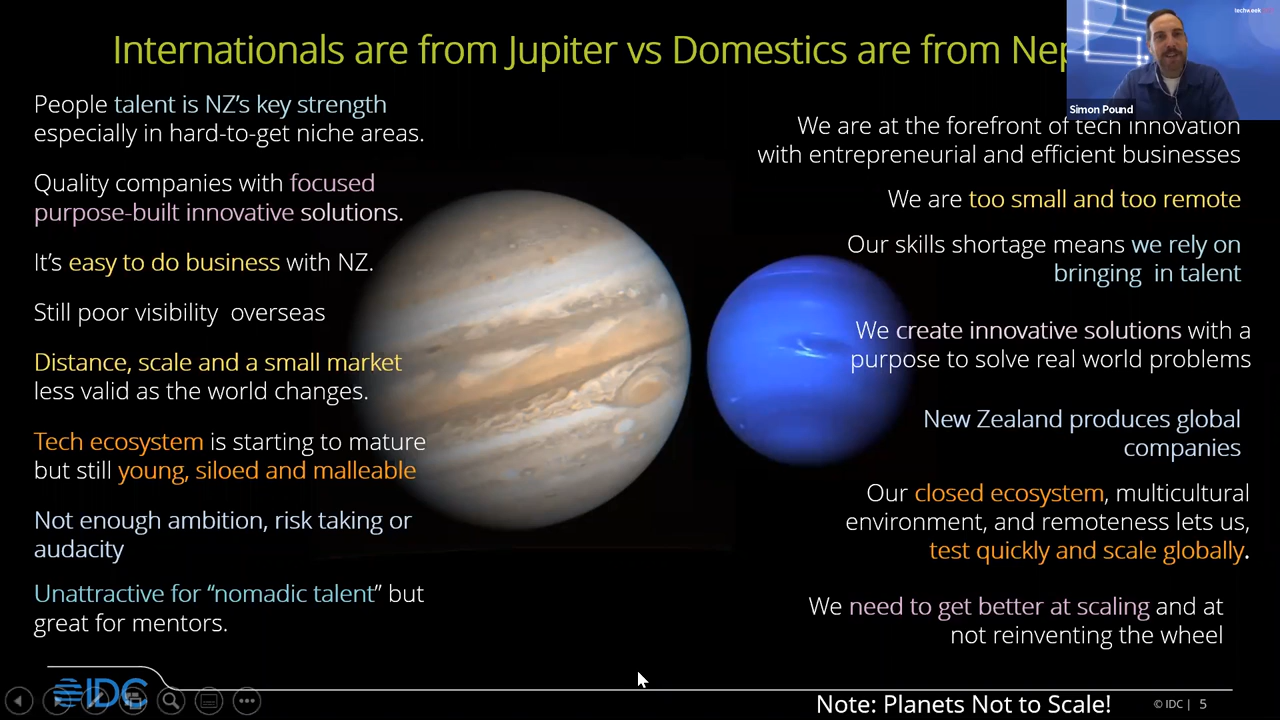 Internationals are from Jupiter vs Domestics are from Nep
techweek
Simon Pound
People talent is NZ's key strength
especially in hard-to-get niche areas.
Quality companies with focused
purpose-built innovative solutions.
It's easy to do business with NZ.
Still poor visibility overseas
Distance, scale and a small market
less valid as the world changes.
Tech ecosystem is starting to mature
but still young, siloed and malleable
Not enough ambition, risk taking or
audacity
Unattractive for "nomadic talent" but
great for mentors.
We are at the forefront of tech innovation
with entrepreneurial and efficient businesses
We are too small and too remote
Our skills shortage means we rely on
bringing in talent
We create innovative solutions with a
purpose to solve real world problems
New Zealand produces global
companies
Our closed ecosystem, multicultural
environment, and remoteness lets us,
test quickly and scale globally.
We need to get better at scaling and at
not reinventing the wheel
IDC
Note: Planets Not to Scale!
© IDC | 5